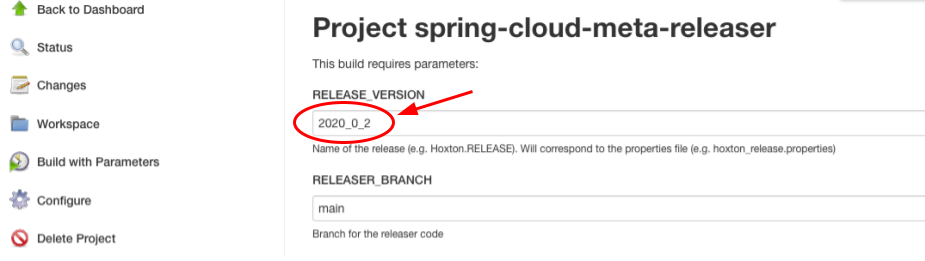 Back to Dashboard
Status
Changes
Workspace
Build with Parameters
Configure
Delete Project
Project spring-cloud-meta-releaser
This build requires parameters:
RELEASE_VERSION
2020_0_2
Name of the release (e.g. Hoxton.RELEASE). Will correspond to the properties file (e.g. hoxton_release.properties)
RELEASER_BRANCH
main
Branch for the releaser code